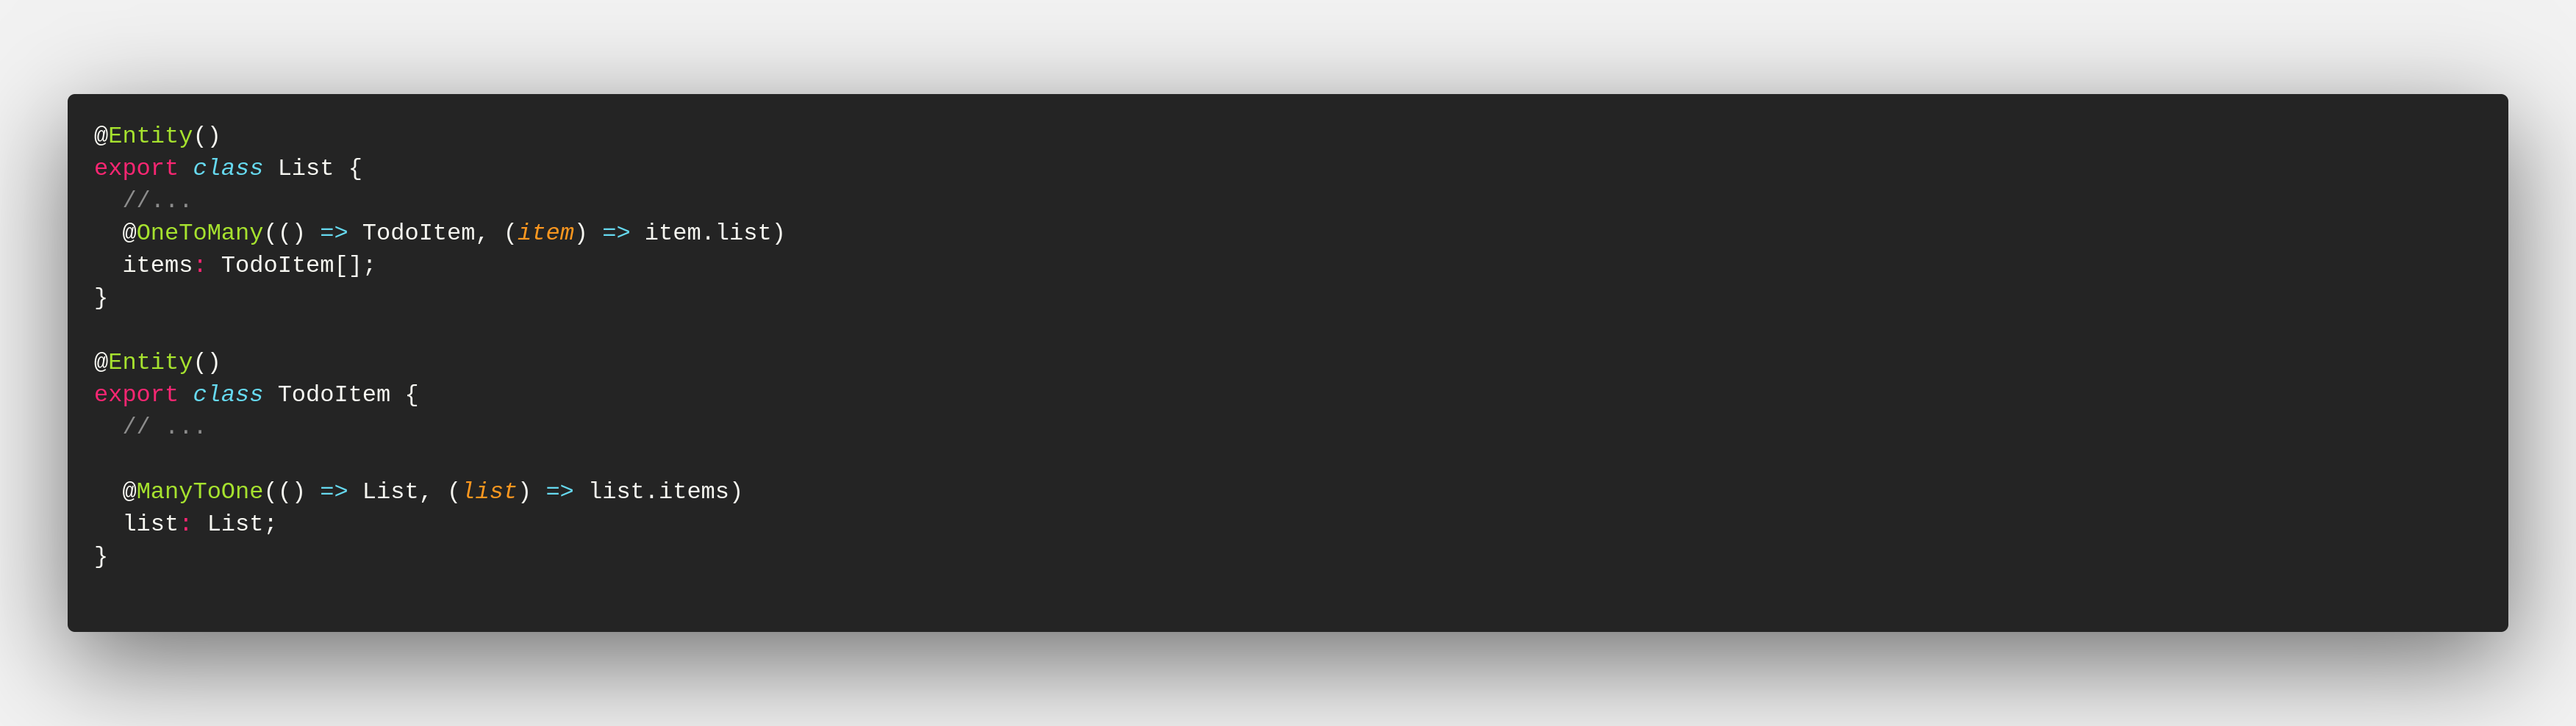 @Entity()
export class List {
  //...
  @OneToMany(() => TodoItem, (item) => item.list)
  items: TodoItem[];
}

@Entity()
export class TodoItem {
  // ...

  @ManyToOne(() => List, (list) => list.items)
  list: List;
}